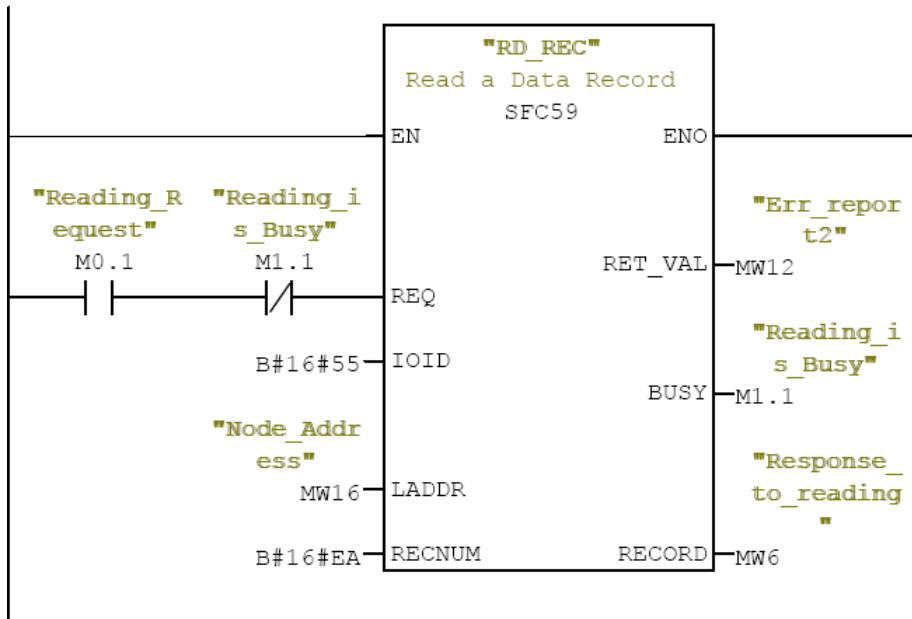 "RD_REC"
Read a Data Record
SFC59
EN
ENO
"Reading_R
equest"
M0.1
"Reading_i
s_Busy"
M1.1
REQ
"Err_repor
t2"
RET_VAL
MW12
B#16#55
IOID
"Reading_i
s_Busy"
BUSY
M1.1
"Node_Addr
ess"
MW16
LADDR
"Response_
to_reading
"
B#16#EA
RECNUM
RECORD
MW6